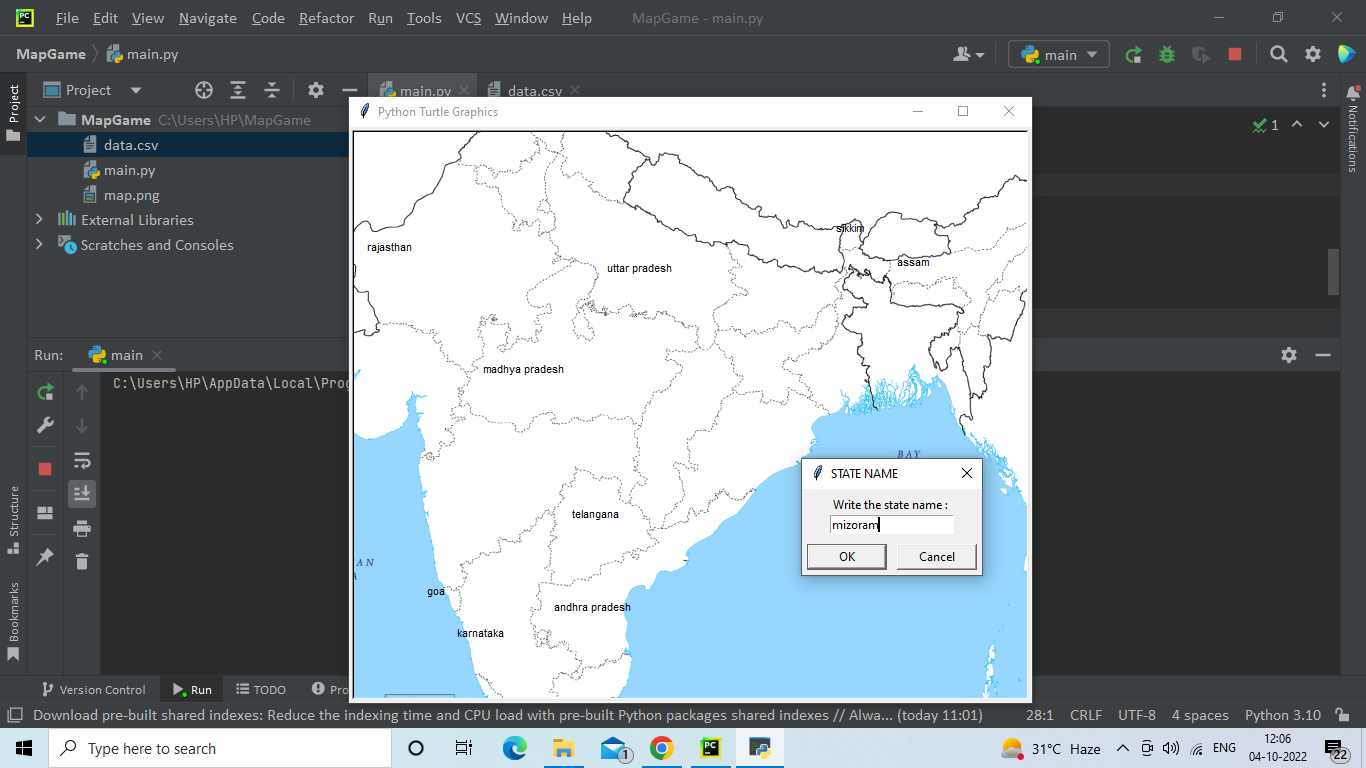 File Edit View Navigate Code Refactor Run Tools VCS Window Help MapGame - main.py
MapGame main.py main
Project main.py data.csv
Python Turtle Graphics
Project
MapGame C:\Users\HP\MapGame
data.csv
main.py
map.png
External Libraries
Scratches and Consoles
1
Notifications
sikkim
rajasthan
assam
uttar pradesh
madhya pradesh
Run: main
C:\Users\HP\AppData\Local\Prog
BAY
STATE NAME
Write the state name :
mizoram
OK Cancel
telangana
AN
A
goa
andhra pradesh
karnataka
Structure
Bookmarks
Version Control Run TODO Pro
Download pre-built shared indexes: Reduce the indexing time and CPU load with pre-built Python packages shared indexes // Alwa... (today 11:01) 28:1 CRLF UTF-8 4 spaces Python 3.10
Type here to search 1 31°C Haze ENG 12:06
04-10-2022 22